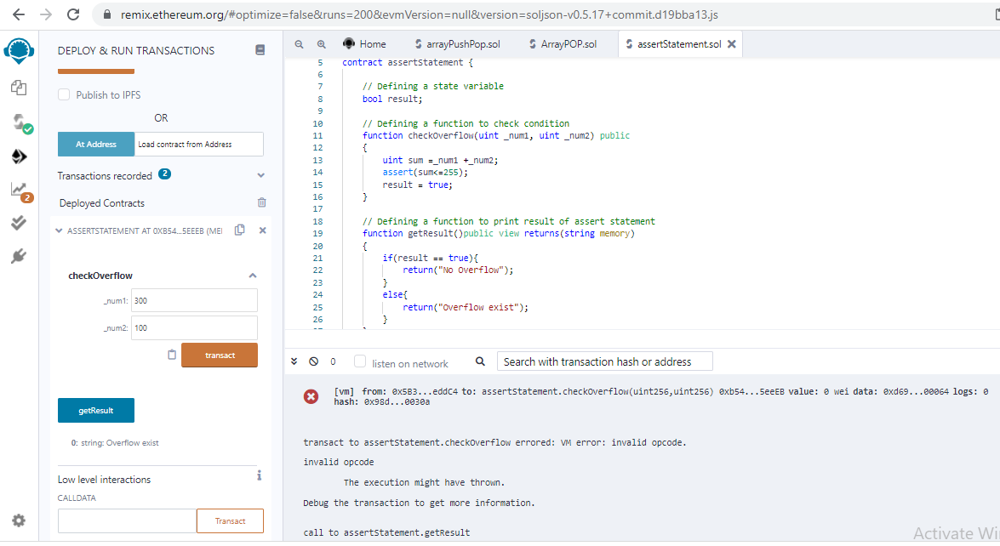 remix.ethereum.org/#optimize=false&runs=200&evmVersion=null&version=soljson-v0.5.17+commit.d19bba13.js
DEPLOY & RUN TRANSACTIONS
Publish to IPFS
OR
At Address
Load contract from Address
Transactions recorded 2
Deployed Contracts
2
ASSERTSTATEMENT AT 0XB54...5EEEB (MEI
checkOverflow
_num1: 300
_num2: 100
transact
getResult
0: string: Overflow exist
Low level interactions
i
CALLDATA
Transact
Home
arrayPushPop.sol
ArrayPOP.sol
assertStatement.sol
5 contract assertStatement {
6
7 // Defining a state variable
8 bool result;
9
10 // Defining a function to check condition
11 function checkOverflow(uint _num1, uint _num2) public
12 {
13 uint sum =_num1 +_num2;
14 assert(sum<=255);
15 result = true;
16 }
17
18 // Defining a function to print result of assert statement
19 function getResult()public view returns(string memory)
20 {
21 if(result == true){
22 return("No Overflow");
23 }
24 else{
25 return("Overflow exist");
26 }
0
listen on network
Search with transaction hash or address
[vm] from: 0x5B3...eddC4 to: assertStatement.checkOverflow(uint256,uint256) 0xb54...5eeEB value: 0 wei data: 0xd69...00064 logs: 0
hash: 0x98d...0030a
transact to assertStatement.checkOverflow errored: VM error: invalid opcode.
invalid opcode
The execution might have thrown.
Debug the transaction to get more information.
call to assertStatement.getResult
Activate Wi